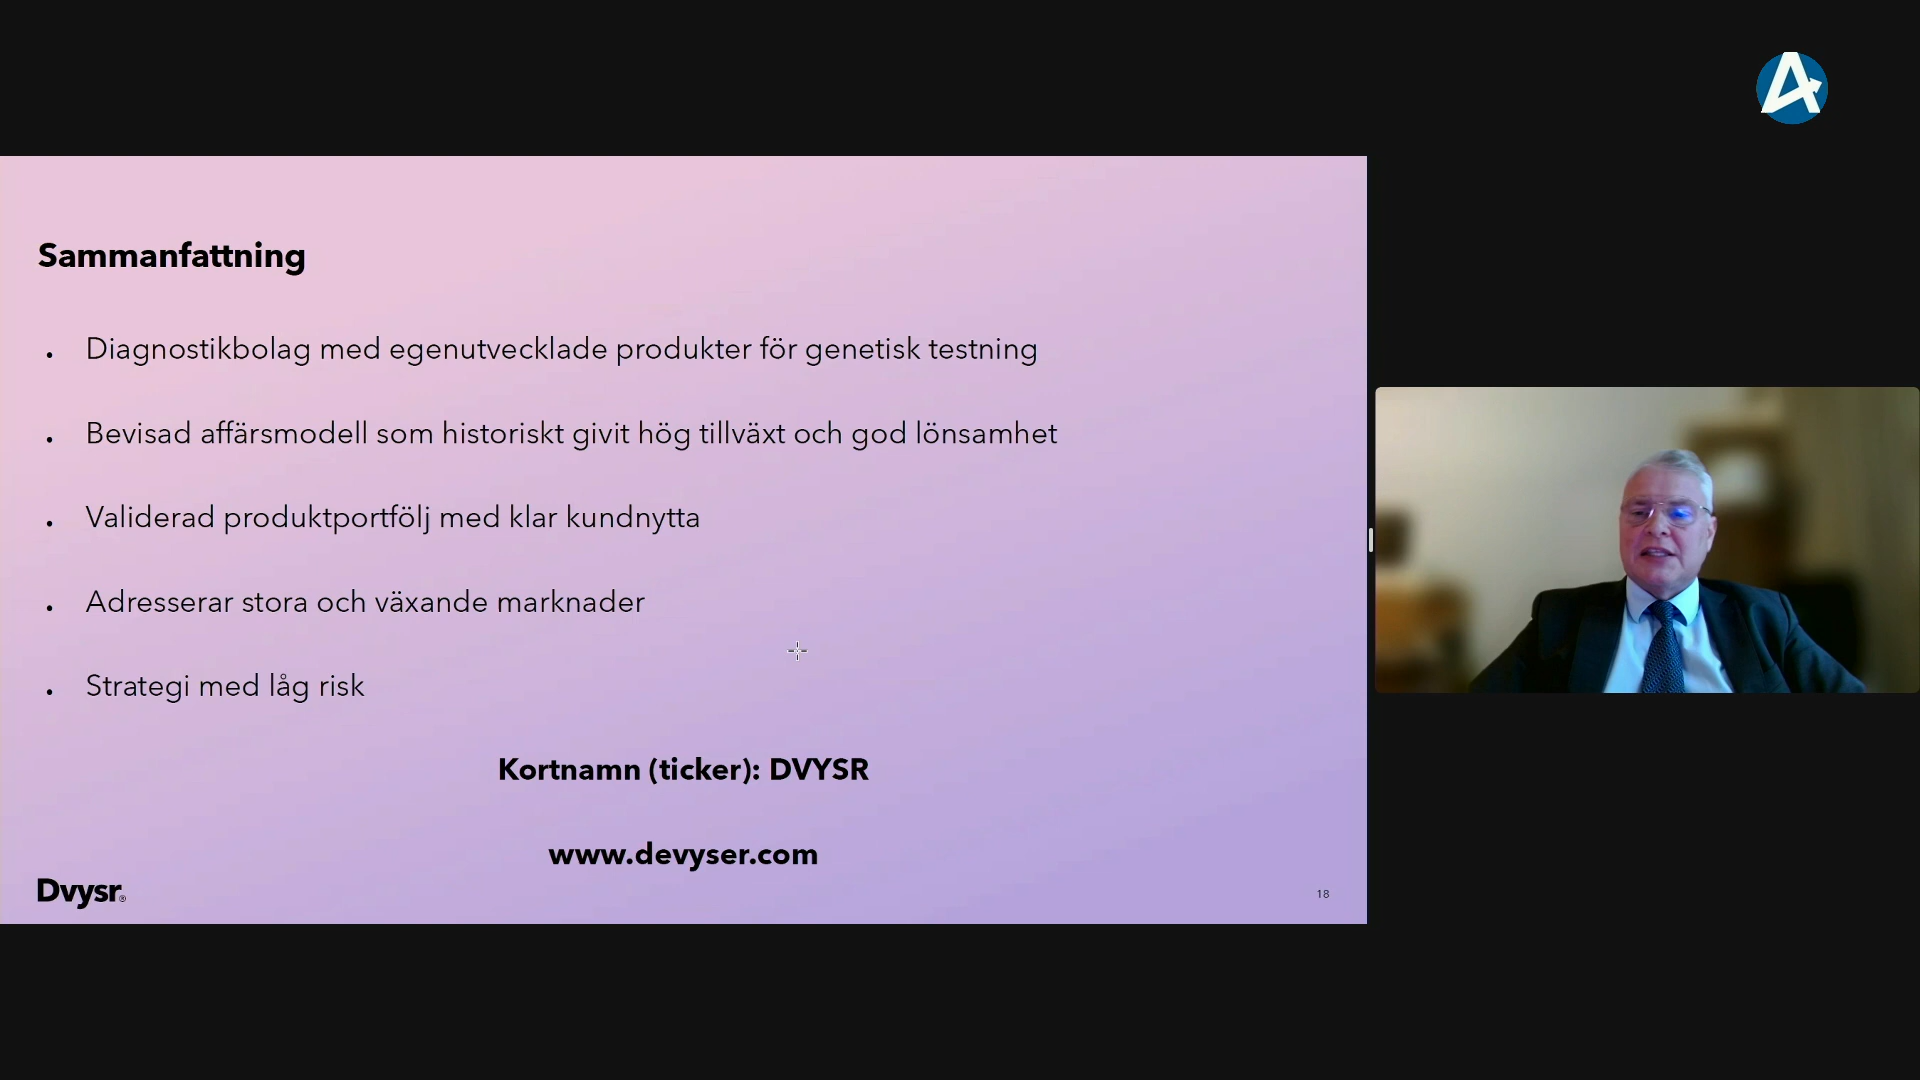 Sammanfattning
Diagnostikbolag med egenutvecklade produkter för genetisk testning
Bevisad affärsmodell som historiskt givit hög tillväxt och god lönsamhet
Validerad produktportfölj med klar kundnytta
Adresserar stora och växande marknader
Strategi med låg risk
Kortnamn (ticker): DVYSR
www.devyser.com
Dvysr®
18